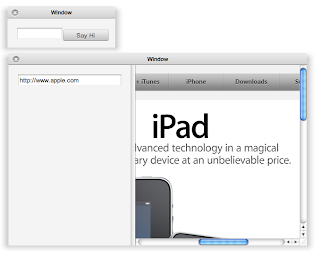 Window
Say Hi
Window
http://www.apple.com
+ iTunes iPhone Downloads
iPad
dvanced technology in a magical
ary device at an unbelievable price.